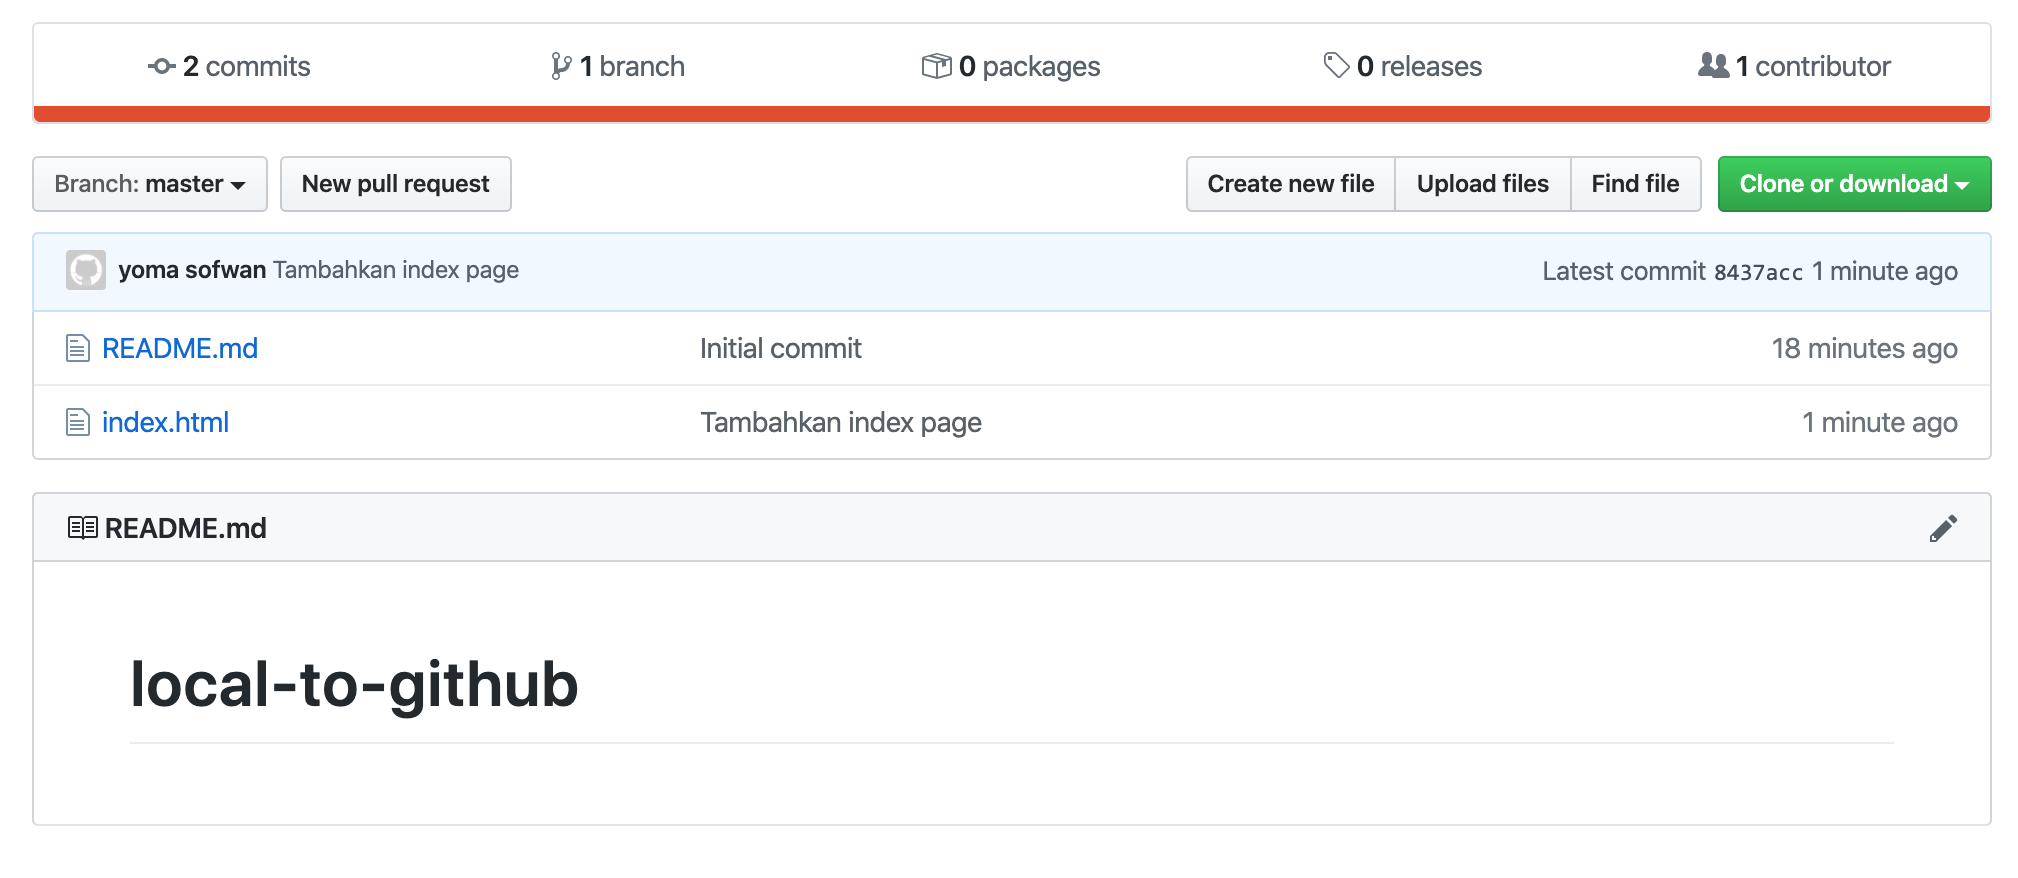 2 commits 1 branch 0 packages 0 releases 1 contributor
Branch: master New pull request Create new file Upload files Find file Clone or download
yoma sofwan Tambahkan index page Latest commit 8437acc 1 minute ago
README.md Initial commit 18 minutes ago
index.html Tambahkan index page 1 minute ago
README.md
local-to-github